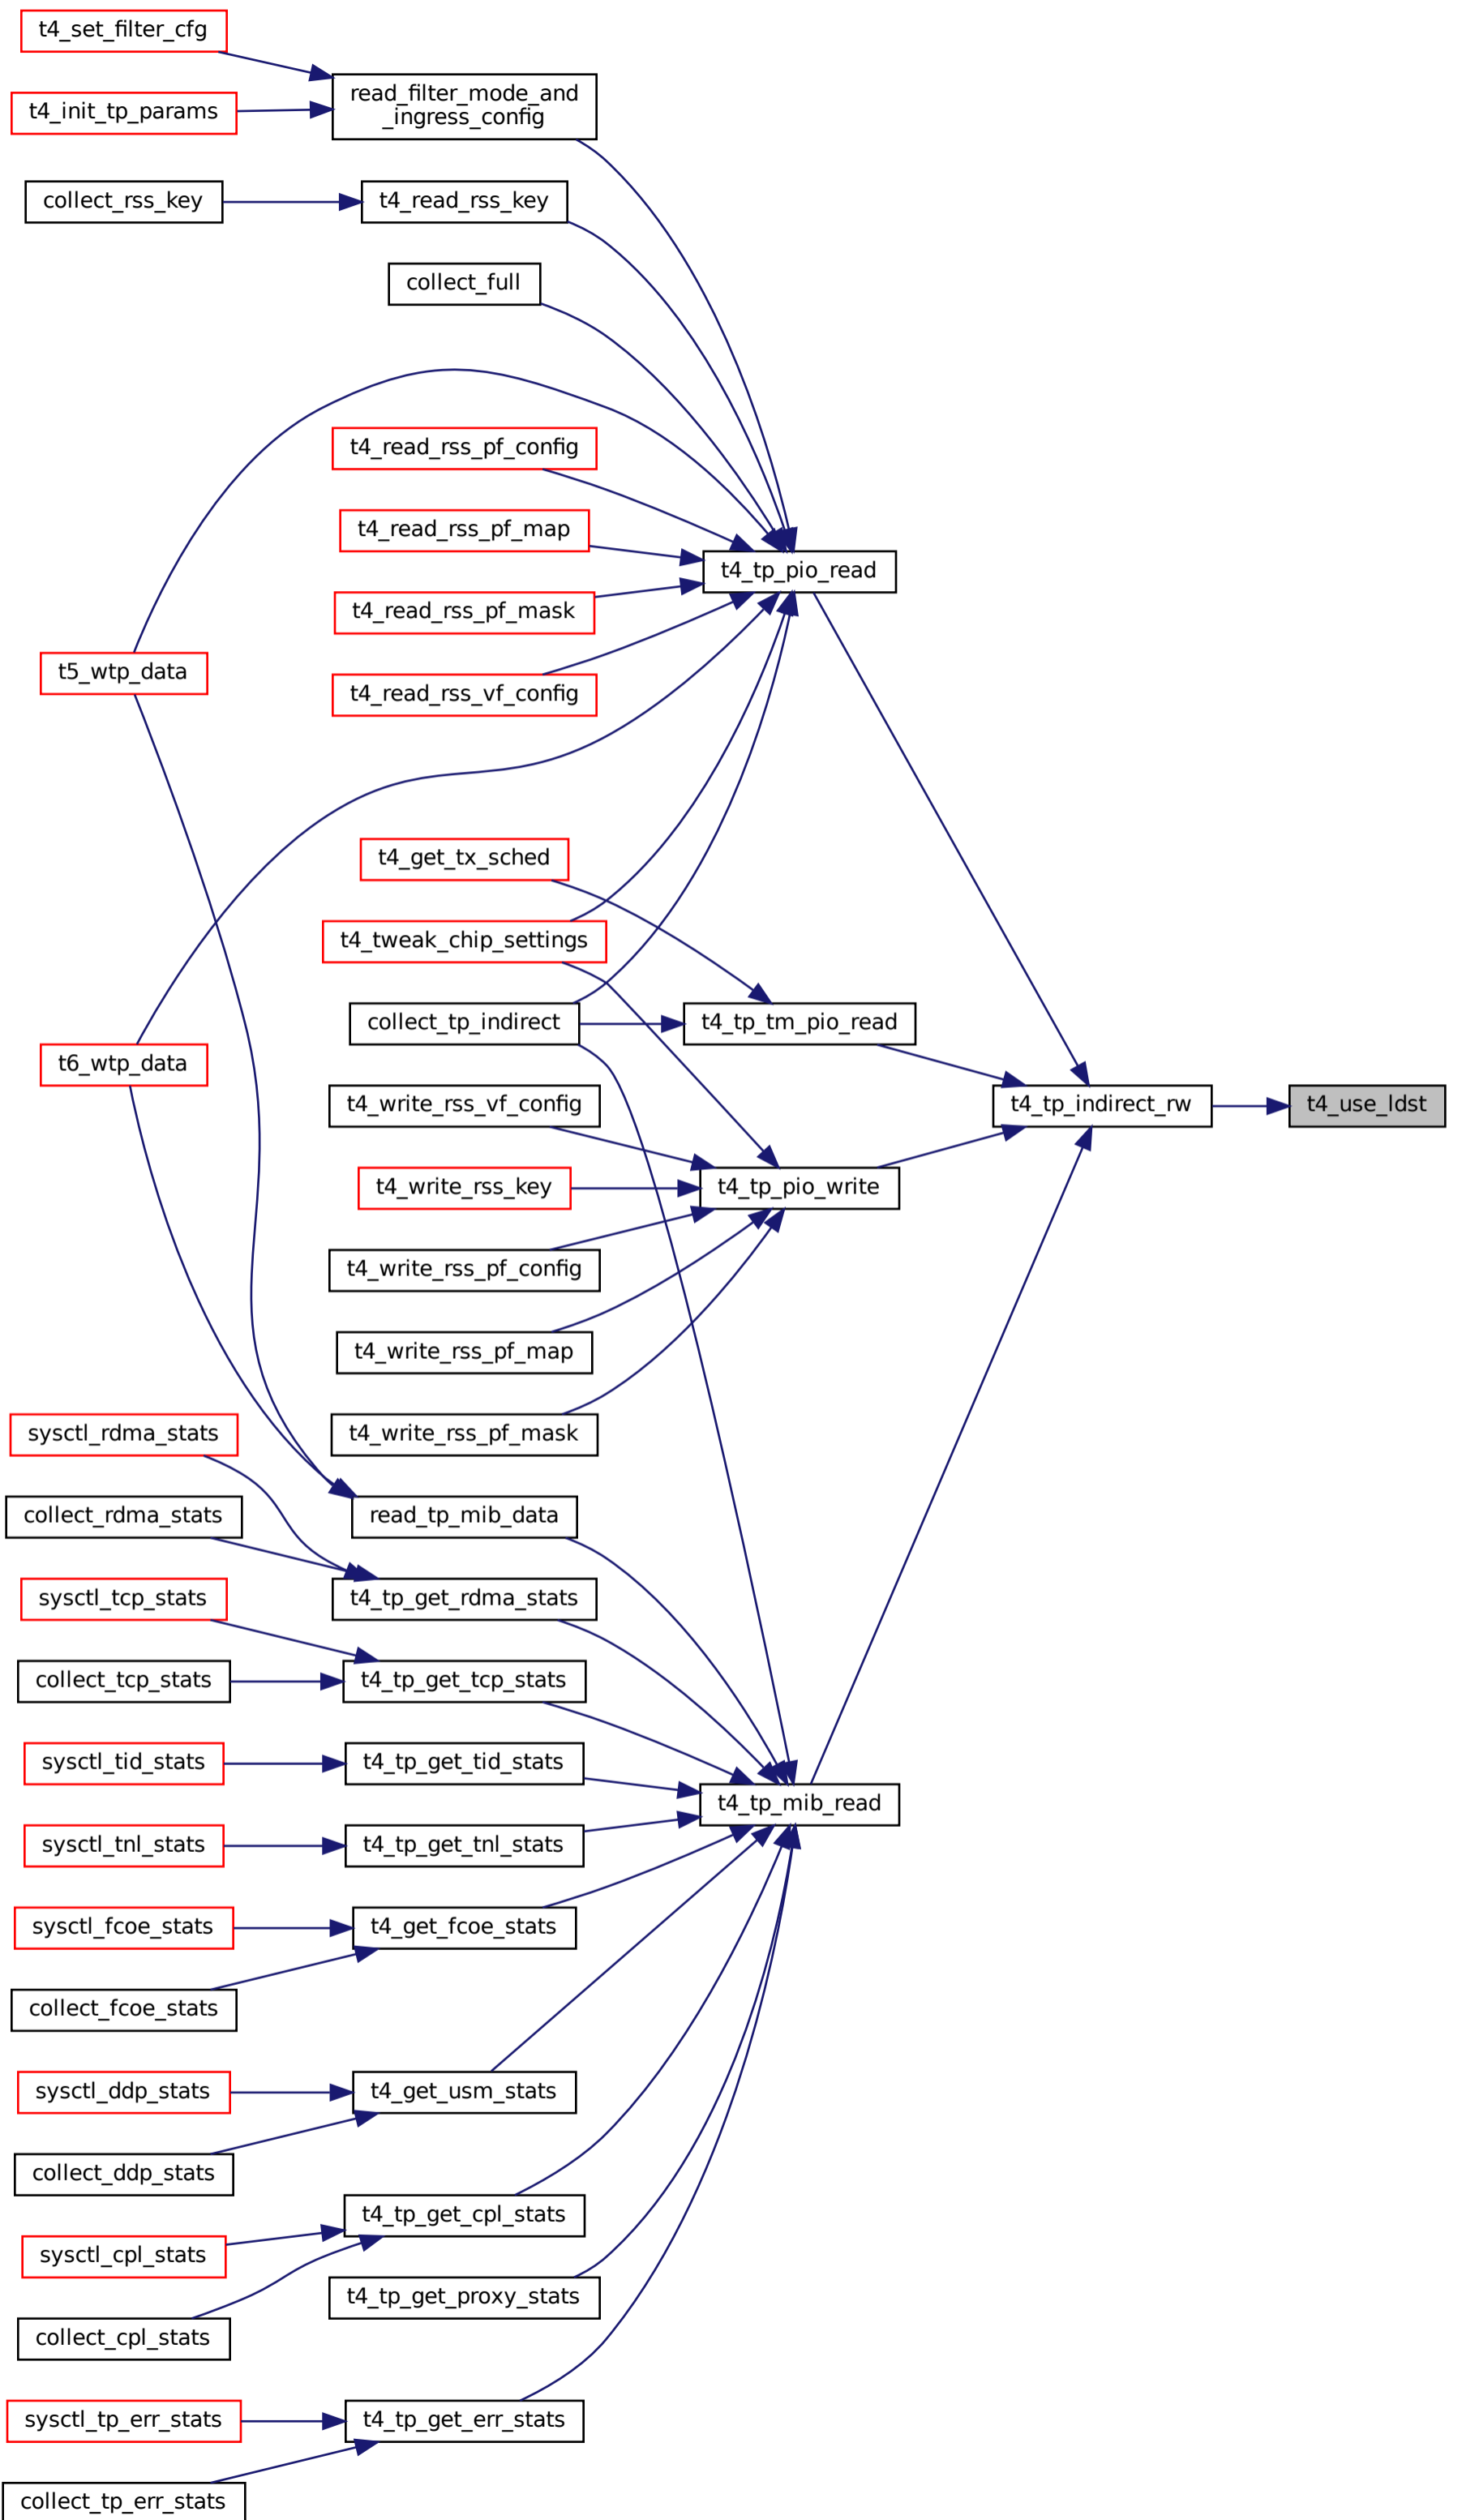 t4_set_filter_cfg
read_filter_mode_and
_ingress_config
t4_init_tp_params
collect_rss_key
t4_read_rss_key
collect_full
t4_read_rss_pf_config
t4_read_rss_pf_map
t4_tp_pio_read
t4_read_rss_pf_mask
t5_wtp_data
t4_read_rss_vf_config
t4_get_tx_sched
t4_tweak_chip_settings
collect_tp_indirect
t4_tp_tm_pio_read
t6_wtp_data
t4_write_rss_vf_config
t4_tp_indirect_rw
t4_use_ldst
t4_write_rss_key
t4_tp_pio_write
t4_write_rss_pf_config
t4_write_rss_pf_map
sysctl_rdma_stats
t4_write_rss_pf_mask
collect_rdma_stats
read_tp_mib_data
sysctl_tcp_stats
t4_tp_get_rdma_stats
collect_tcp_stats
t4_tp_get_tcp_stats
sysctl_tid_stats
t4_tp_get_tid_stats
t4_tp_mib_read
sysctl_tnl_stats
t4_tp_get_tnl_stats
sysctl_fcoe_stats
t4_get_fcoe_stats
collect_fcoe_stats
sysctl_ddp_stats
t4_get_usm_stats
collect_ddp_stats
t4_tp_get_cpl_stats
sysctl_cpl_stats
t4_tp_get_proxy_stats
collect_cpl_stats
sysctl_tp_err_stats
t4_tp_get_err_stats
collect_tp_err_stats